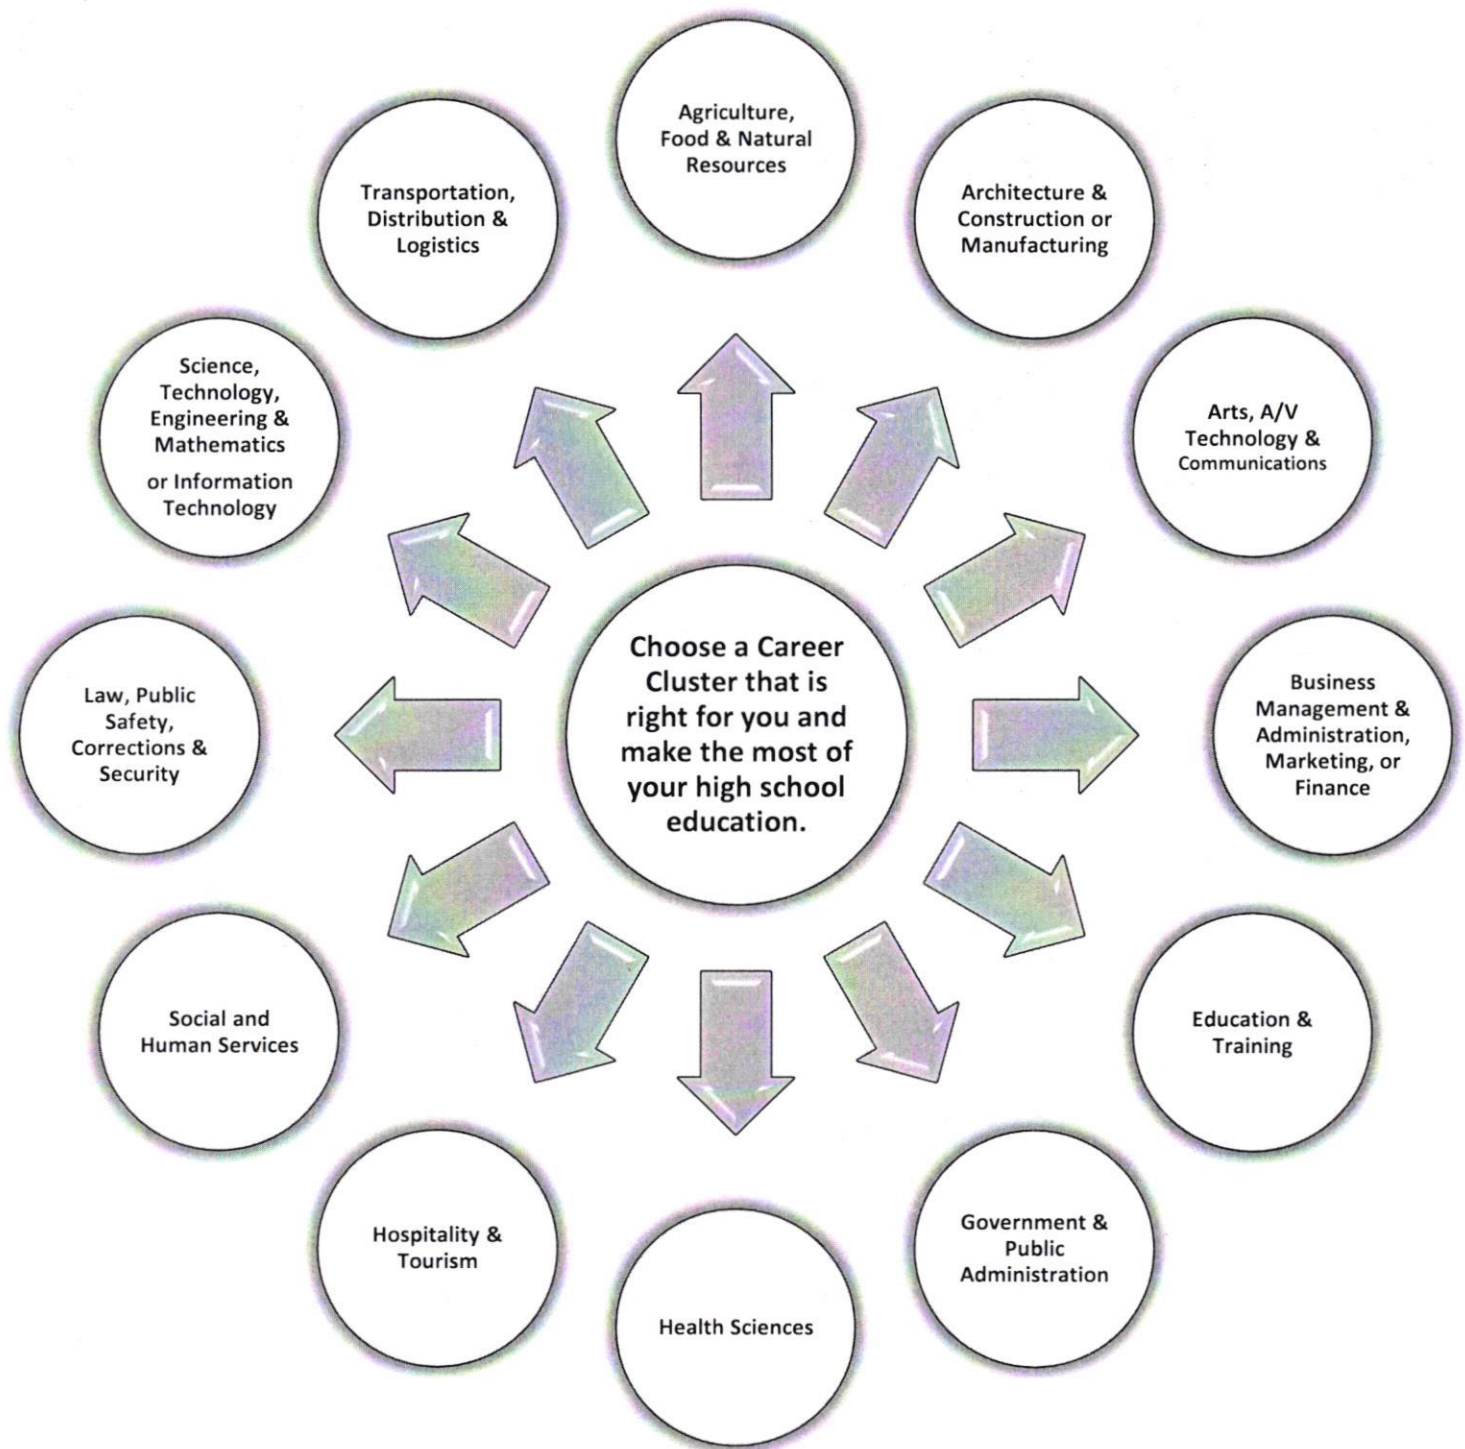 Agriculture,
Food & Natural
Resources
Architecture &
Construction or
Manufacturing
Arts, A/V
Technology &
Communications
Business
Management &
Administration,
Marketing, or
Finance
Education &
Training
Government &
Public
Administration
Health Sciences
Hospitality &
Tourism
Social and
Human Services
Law, Public
Safety,
Corrections &
Security
Science,
Technology,
Engineering &
Mathematics
or Information
Technology
Transportation,
Distribution &
Logistics
Choose a Career
Cluster that is
right for you and
make the most of
your high school
education.